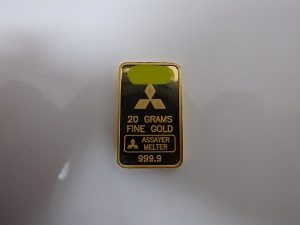 20 GRAMS
FINE GOLD
ASSAYER
MELTER
999.9